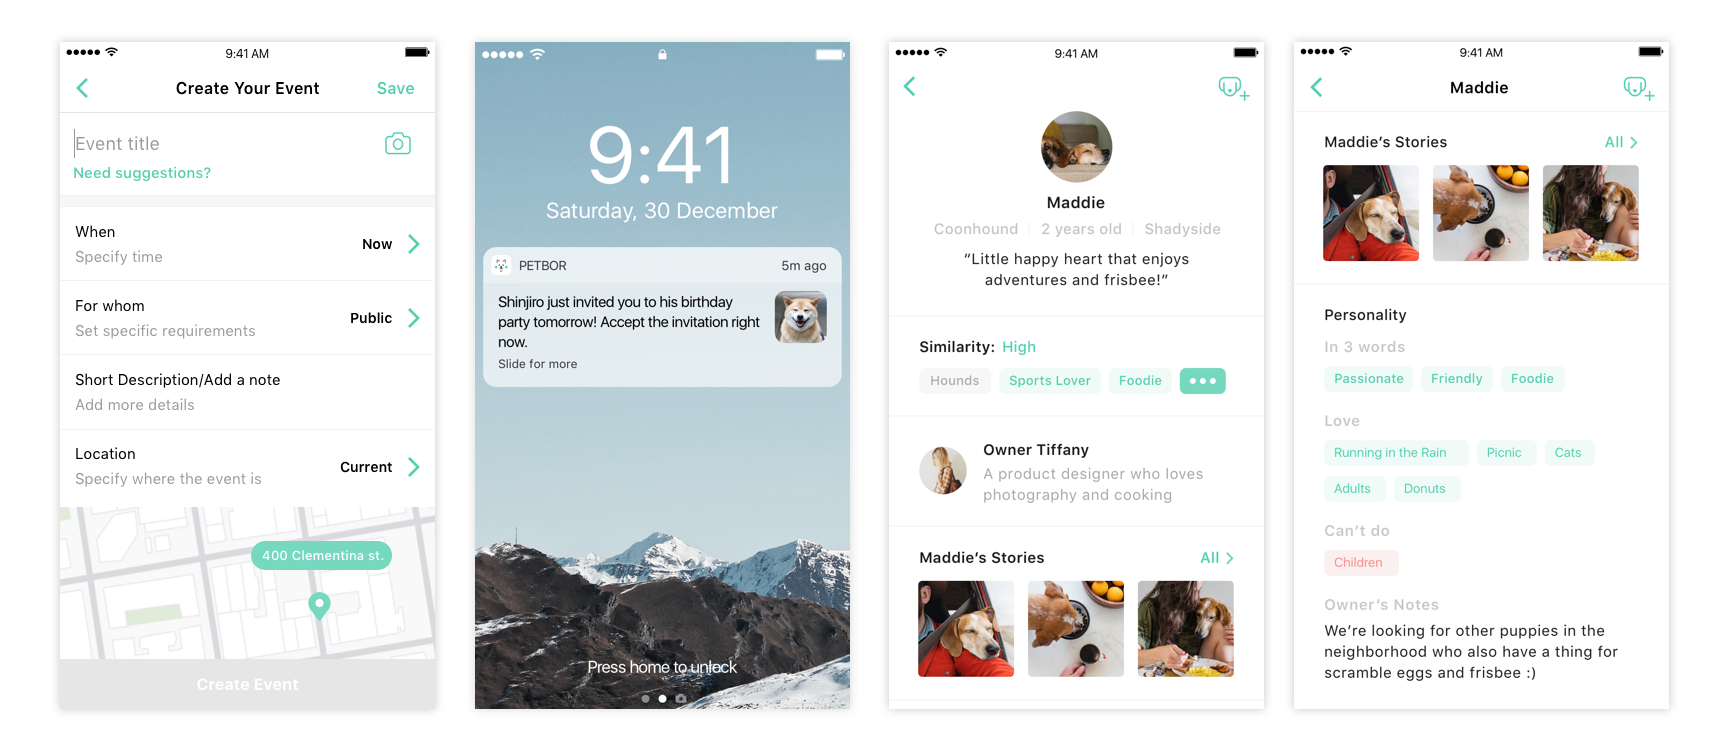 9:41 AM
Create Your Event
Save
Event title
Need suggestions?
When
Specify time
Now
For whom
Set specific requirements
Public
Short Description/Add a note
Add more details
Location
Specify where the event is
Current
400 Clementina st.
Create Event
9:41
Saturday, 30 December
PETBOR
5m ago
Shinjiro just invited you to his birthday
party tomorrow! Accept the invitation right
now.
Slide for more
Press home to unlock
9:41 AM
Maddie
Coonhound
2 years old
Shadyside
“Little happy heart that enjoys
adventures and frisbee!”
Similarity: High
Hounds
Sports Lover
Foodie
Owner Tiffany
A product designer who loves
photography and cooking
Maddie’s Stories
All
9:41 AM
Maddie
Maddie’s Stories
All
Personality
In 3 words
Passionate
Friendly
Foodie
Love
Running in the Rain
Picnic
Cats
Adults
Donuts
Can’t do
Children
Owner’s Notes
We’re looking for other puppies in the
neighborhood who also have a thing for
scramble eggs and frisbee :)